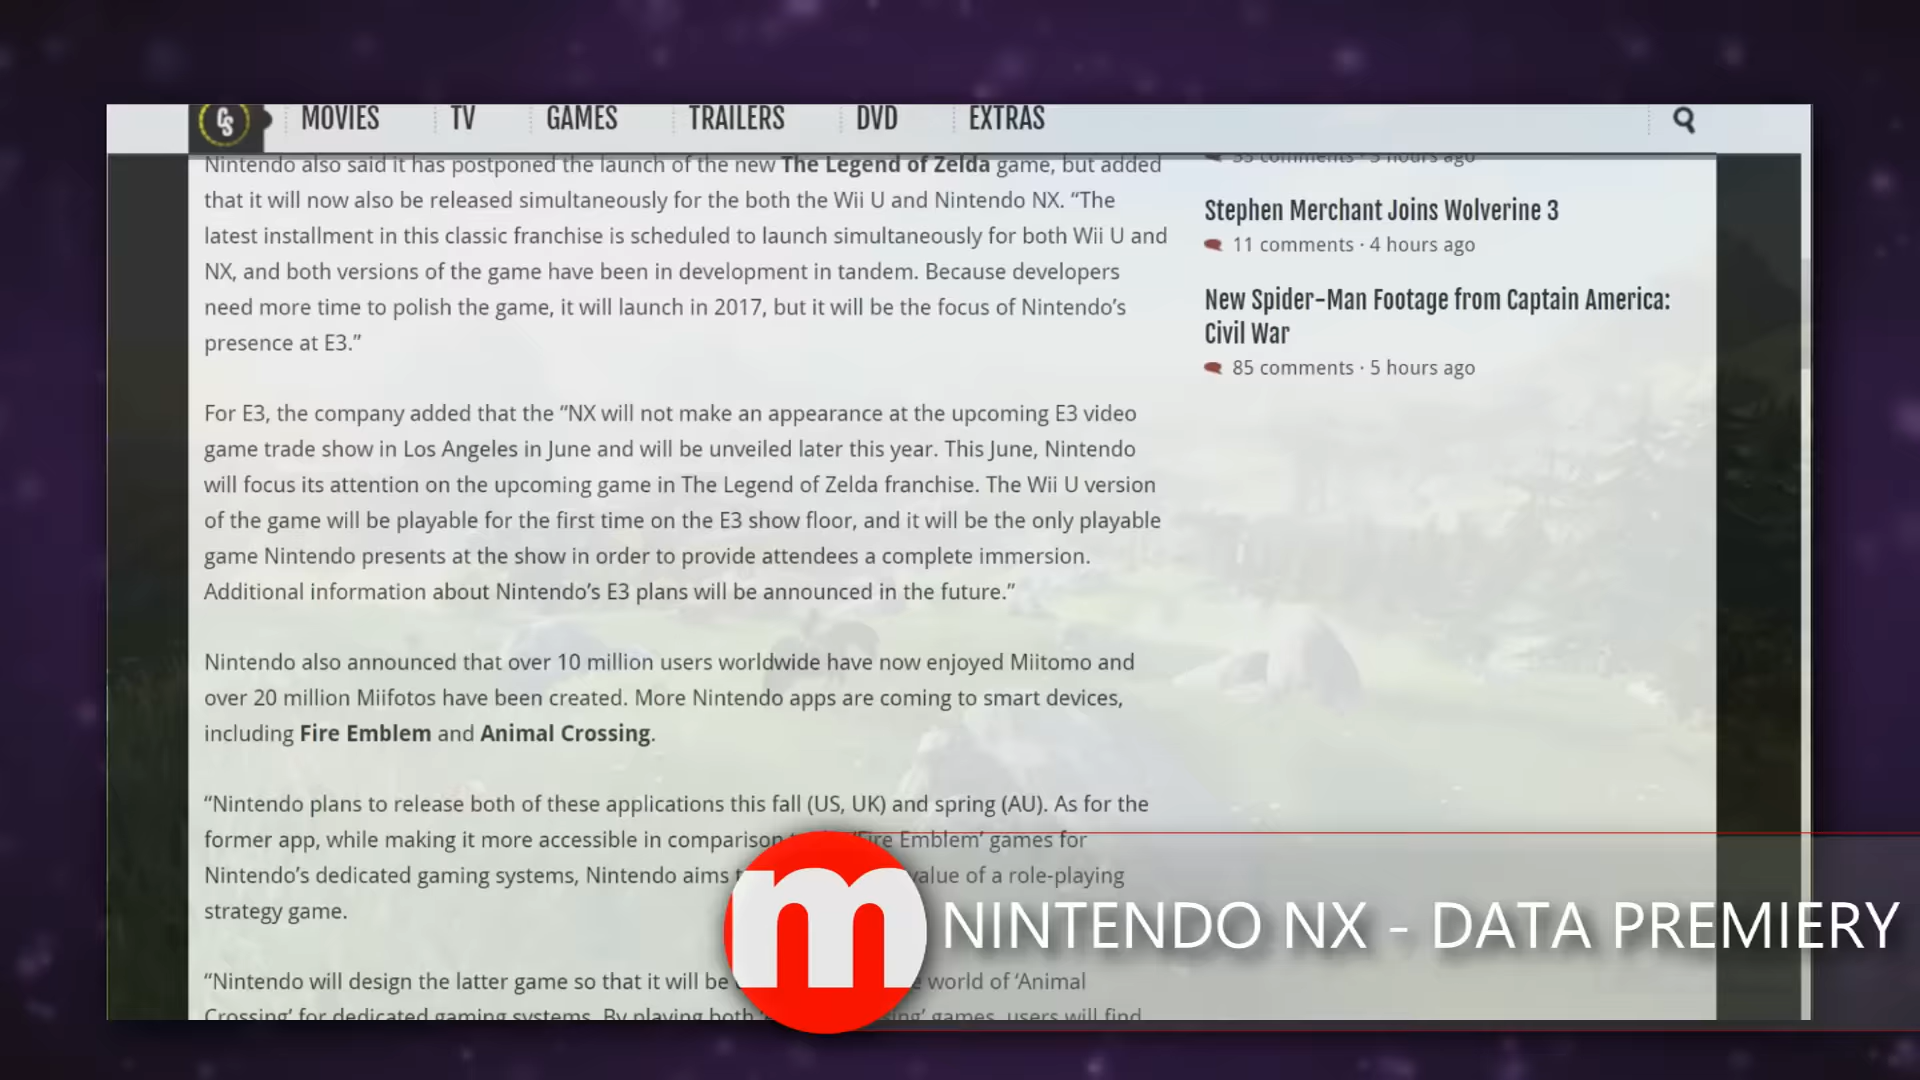 CS
MOVIES
TV
GAMES
TRAILERS
DVD
EXTRAS
Nintendo also said it has postponed the launch of the new The Legend of Zelda game, but added
that it will now also be released simultaneously for the both the Wii U and Nintendo NX. “The
latest installment in this classic franchise is scheduled to launch simultaneously for both Wii U and
NX, and both versions of the game have been in development in tandem. Because developers
need more time to polish the game, it will launch in 2017, but it will be the focus of Nintendo’s
presence at E3.”
For E3, the company added that the “NX will not make an appearance at the upcoming E3 video
game trade show in Los Angeles in June and will be unveiled later this year. This June, Nintendo
will focus its attention on the upcoming game in The Legend of Zelda franchise. The Wii U version
of the game will be playable for the first time on the E3 show floor, and it will be the only playable
game Nintendo presents at the show in order to provide attendees a complete immersion.
Additional information about Nintendo’s E3 plans will be announced in the future.”
Nintendo also announced that over 10 million users worldwide have now enjoyed Miitomo and
over 20 million Miifotos have been created. More Nintendo apps are coming to smart devices,
including Fire Emblem and Animal Crossing.
“Nintendo plans to release both of these applications this fall (US, UK) and spring (AU). As for the
former app, while making it more accessible in comparison Emblem’ games for
Nintendo’s dedicated gaming systems, Nintendo aims value of a role-playing
strategy game.
“Nintendo will design the latter game so that it will be world of ‘Animal
Crossing’ for dedicated gaming systems. By playing both games, users will find
comments · hours ago
Stephen Merchant Joins Wolverine 3
11 comments · 4 hours ago
New Spider-Man Footage from Captain America:
Civil War
85 comments · 5 hours ago
m
NINTENDO NX - DATA PREMIERY